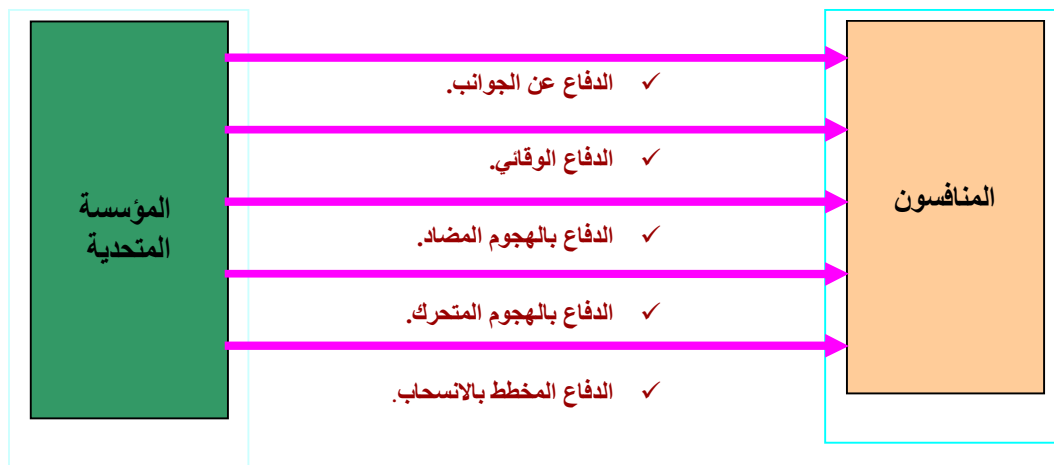 ✓ الدفاع عن الجوانب.
✓ الدفاع الوقائي.
المنافسون
المؤسسة
المتحدية
✓ الدفاع بالهجوم المضاد.
✓ الدفاع بالهجوم المتحرك.
✓ الدفاع المخطط بالانسحاب.